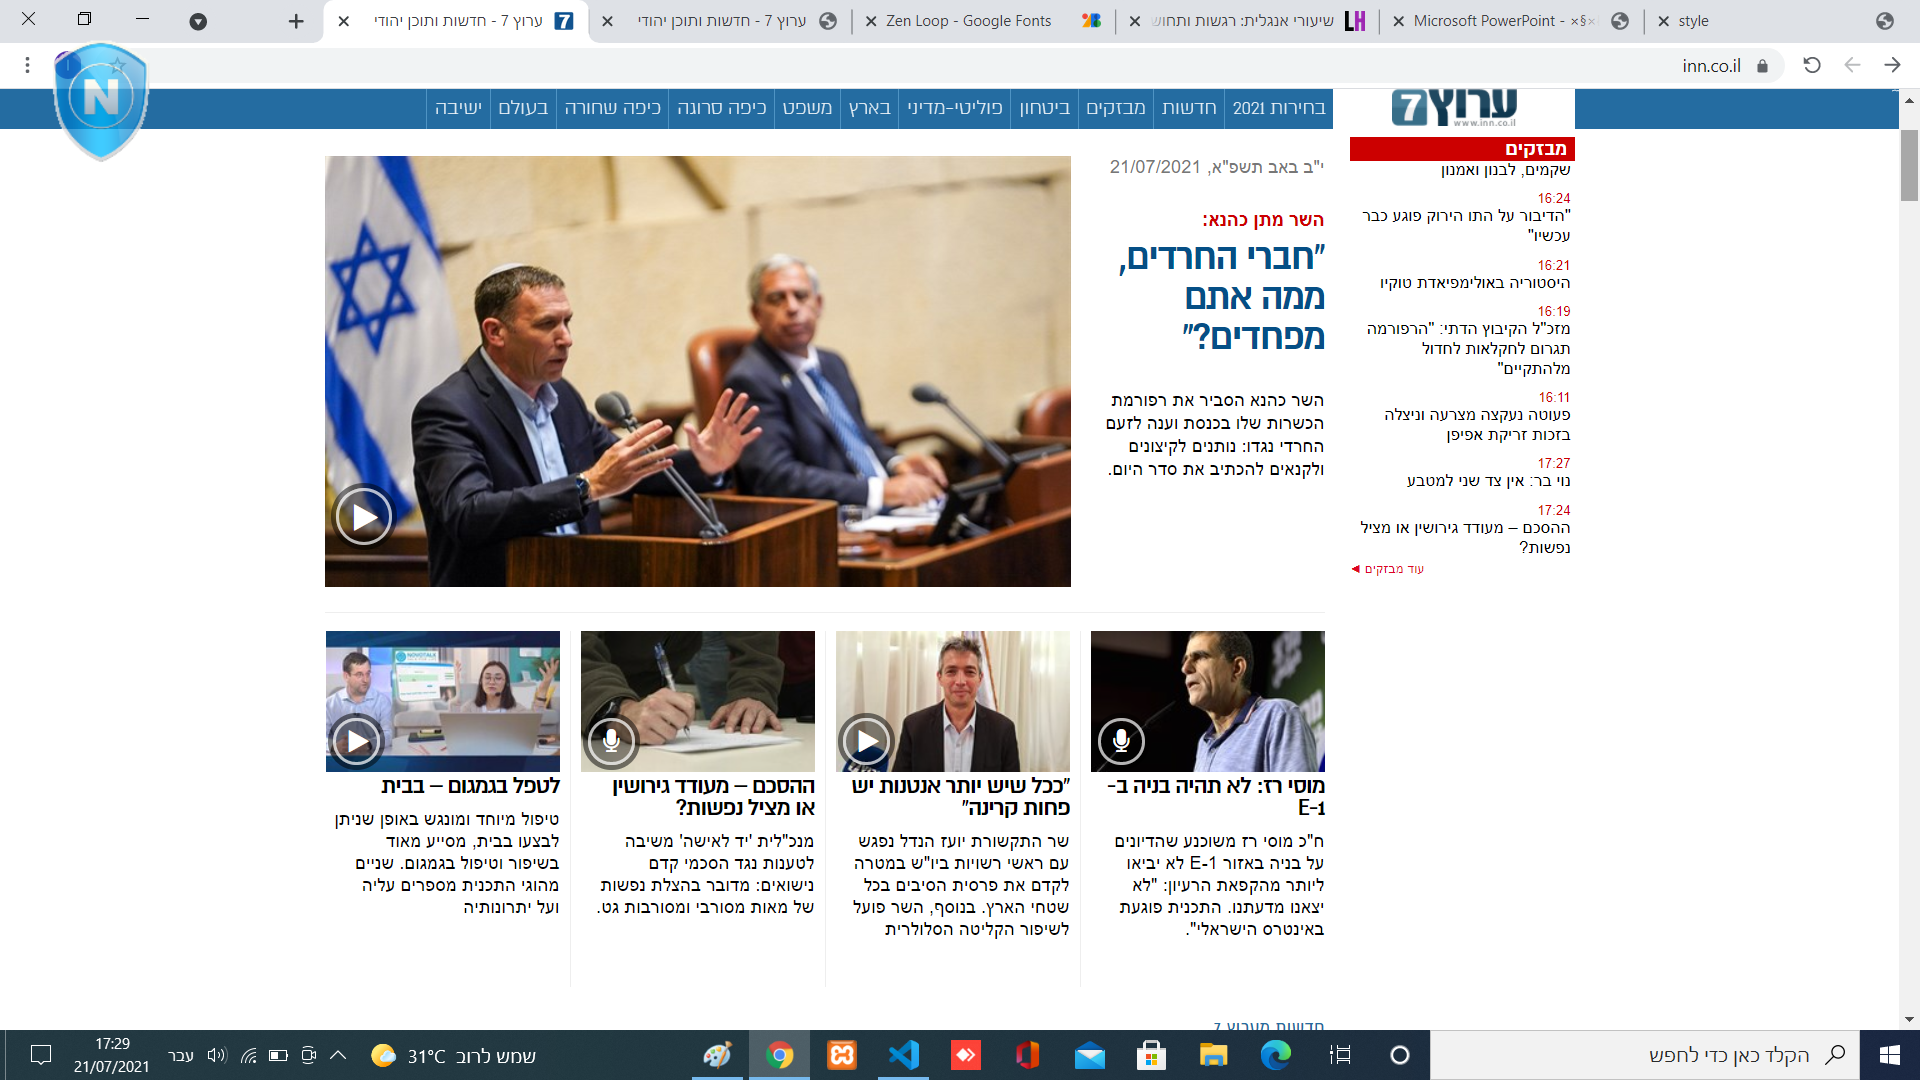 style
Microsoft PowerPoint - ×§×
שיעורי אנגלית: רגשות ותחוש
Zen Loop - Google Fonts
ערוץ 7 - חדשות ותוכן יהודי
ערוץ 7 - חדשות ותוכן יהודי
inn.co.il
N
ערוץ 7
www.inn.co.il
בחירות 2021
חדשות
מבזקים
ביטחון
פוליטי-מדיני
בארץ
משפט
כיפה סרוגה
כיפה שחורה
בעולם
ישיבה
מבזקים
שקמים, לבנון ואמנון
16:24
"הדיבור על התו הירוק פוגע כבר
עכשיו"
16:21
היסטוריה באולימפיאדת טוקיו
16:19
מזכ"ל הקיבוץ הדתי: "הרפורמה
תגרום לחקלאות לחדול
מלהתקיים"
16:11
פעוטה נעקצה מצרעה וניצלה
בזכות זריקת אפיפן
17:27
נוי בר: אין צד שני למטבע
17:24
ההסכם – מעודד גירושין או מציל
נפשות?
עוד מבזקים ◄
י"ב באב תשפ"א, 21/07/2021
השר מתן כהנא:
"חברי החרדים,
ממה אתם
מפחדים?"
השר כהנא הסביר את רפורמת
הכשרות שלו בכנסת וענה לזעם
החרדי נגדו: נותנים לקיצונים
ולקנאים להכתיב את סדר היום.
מוסי רז: לא תהיה בניה ב-
E-1
ח"כ מוסי רז משוכנע שהדיונים
על בניה באזור E-1 לא יביאו
ליותר מהקפאת הרעיון: "לא
יצאנו מדעתנו. התכנית פוגעת
באינטרס הישראלי".
"ככל שיש יותר אנטנות יש
פחות קרינה"
שר התקשורת יועז הנדל נפגש
עם ראשי רשויות ביו"ש במטרה
לקדם את פרסית הסיבים בכל
שטחי הארץ. בנוסף, השר פועל
לשיפור הקליטה הסלולרית
ההסכם – מעודד גירושין
או מציל נפשות?
מנכ"לית 'יד לאישה' משיבה
לטענות נגד הסכמי קדם
נישואים: מדובר בהצלת נפשות
של מאות מסורבי ומסורבות גט.
NOVOTALK
לטפל בגמגום – בבית
טיפול מיוחד ומונגש באופן שניתן
לבצעו בבית, מסייע מאוד
בשיפור וטיפול בגמגום. שניים
מהוגי התכנית מספרים עליה
ועל יתרונותיה
חדשות מערוץ 7
הקלד כאן כדי לחפש
31°C שמש לרוב
עבר
17:29
21/07/2021